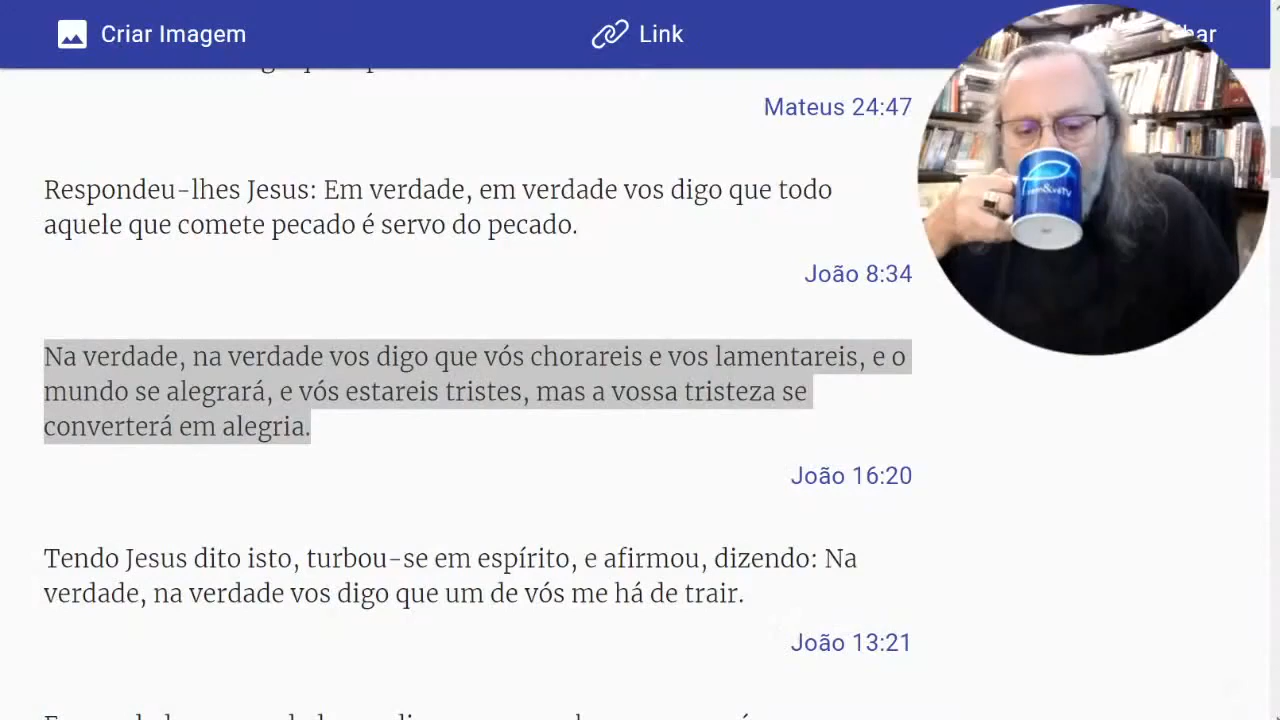 Criar Imagem
Link
har
Mateus 24:47
Respondeu-lhes Jesus: Em verdade, em verdade vos digo que todo
aquele que comete pecado é servo do pecado.
João 8:34
Na verdade, na verdade vos digo que vós chorareis e vos lamentareis, e o
mundo se alegrará, e vós estareis tristes, mas a vossa tristeza se
converterá em alegria.
João 16:20
Tendo Jesus dito isto, turbou-se em espírito, e afirmou, dizendo: Na
verdade, na verdade vos digo que um de vós me há de trair.
João 13:21